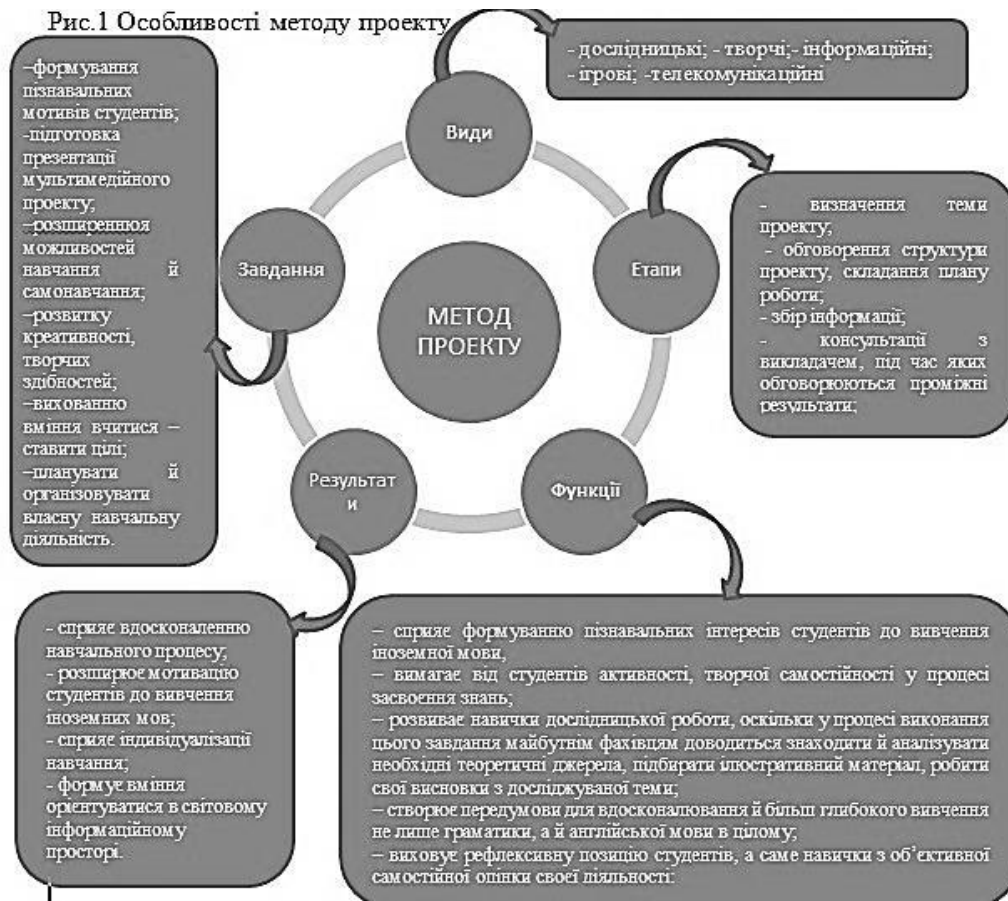 Рис.1 Особливості методу проекту
Види
- дослідницькі; - творчі;- інформаційні;
- ігрові; -телекомунікаційні
Етапи
- визначення теми
проекту;
- обговорення структури
проекту, складання плану
роботи;
- збір інформації;
- консультації з
викладачем, під час яких
обговорюються проміжні
результати;
Завдання
–формування
пізнавальних
мотивів студентів;
-підготовка
презентації
мультимедійного
проекту;
–розширеннюя
можливостей
навчання й
самонавчання;
–розвитку
креативності,
творчих
здібностей;
–вихованню
вміння вчитися –
ставити цілі;
–планувати й
організовувати
власну навчальну
діяльність.
МЕТОД
ПРОЕКТУ
Результат
и
- сприяє вдосконаленню
навчального процесу;
- розширює мотивацію
студентів до вивчення
іноземних мов;
- сприяє індивідуалізації
навчання;
- формує вміння
орієнтуватися в світовому
інформаційному
просторі.
Функції
– сприяє формуванню пізнавальних інтересів студентів до вивчення
іноземної мови,
– вимагає від студентів активності, творчої самостійності у процесі
засвоєння знань;
– розвиває навички дослідницької роботи, оскільки у процесі виконання
цього завдання майбутнім фахівцям доводиться знаходити й аналізувати
необхідні теоретичні джерела, підбирати ілюстративний матеріал, робити
свої висновки з досліджуваної теми;
– створює передумови для вдосконалювання й більш глибокого вивчення
не лише граматики, а й англійської мови в цілому;
– виховує рефлексивну позицію студентів, а саме навички з об’єктивної
самостійної оцінки своєї діяльності: